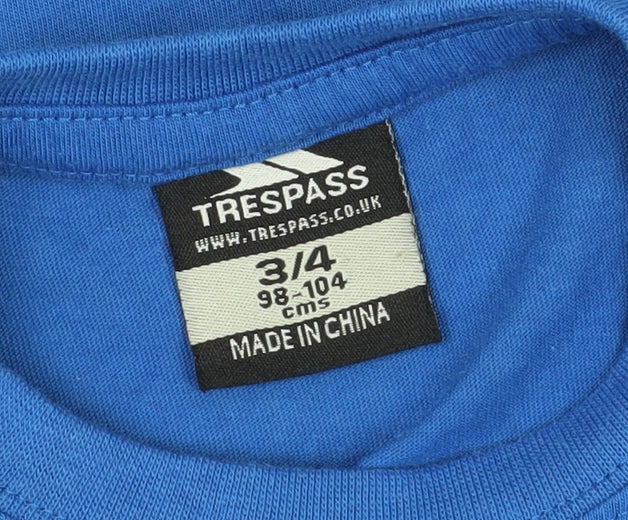 TRESPASS
WWW.TRESPASS.CO.UK
3/4
98-104
cms
MADE IN CHINA